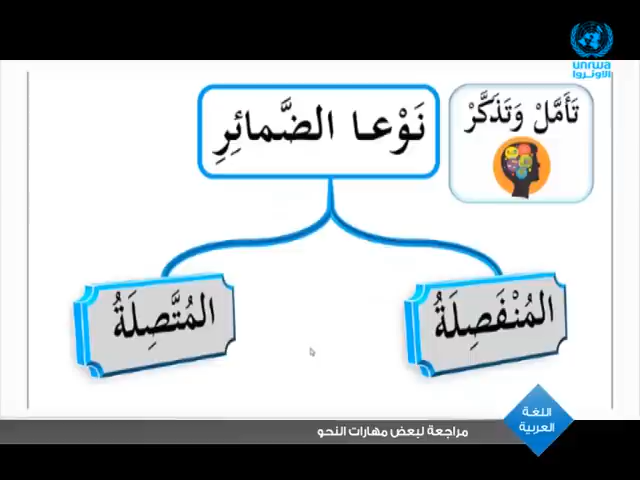 unrwa
الأونروا
تَأَمَّلْ وَتَذَكَّرْ
نَوْعا الضَّمائِرِ
المُنْفَصِلَةُ
المُتَّصِلَةُ
اللغة
العربية
مراجعة لبعض مهارات النحو